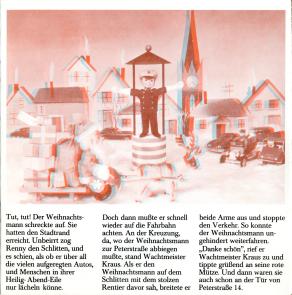 Tut, tut! Der Weihnachts-
mann schreckte auf. Sie
hatten den Stadtrand
erreicht. Unbeirrt zog
Renny den Schlitten, und
es schien, als ob er über all
die vielen aufgeregten Autos,
und Menschen in ihrer
Heilig-Abend-Eile
nur lächeln könne.
Doch dann mußte er schnell
wieder auf die Fahrbahn
achten. An der Kreuzung,
da, wo der Weihnachtsmann
zur Peterstraße abbiegen
mußte, stand Wachtmeister
Kraus. Als er den
Weihnachtsmann auf dem
Schlitten mit dem stolzen
Rentier davor sah, breitete er
beide Arme aus und stoppte
den Verkehr. So konnte
der Weihnachtsmann un-
gehindert weiterfahren.
„Danke schön", rief er
Wachtmeister Kraus zu und
tippte grüßend an seine rote
Mütze. Und dann waren sie
auch schon an der Tür von
Peterstraße 14.